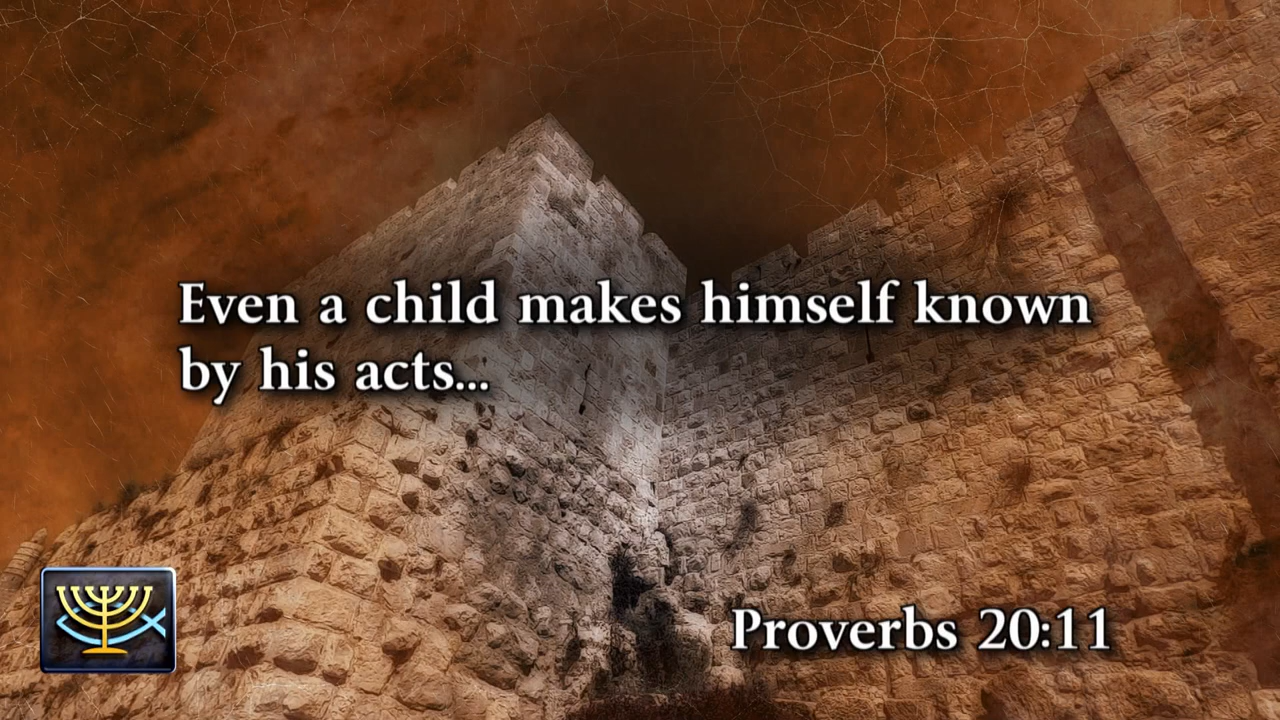 Even a child makes himself known
by his acts...
Proverbs 20:11